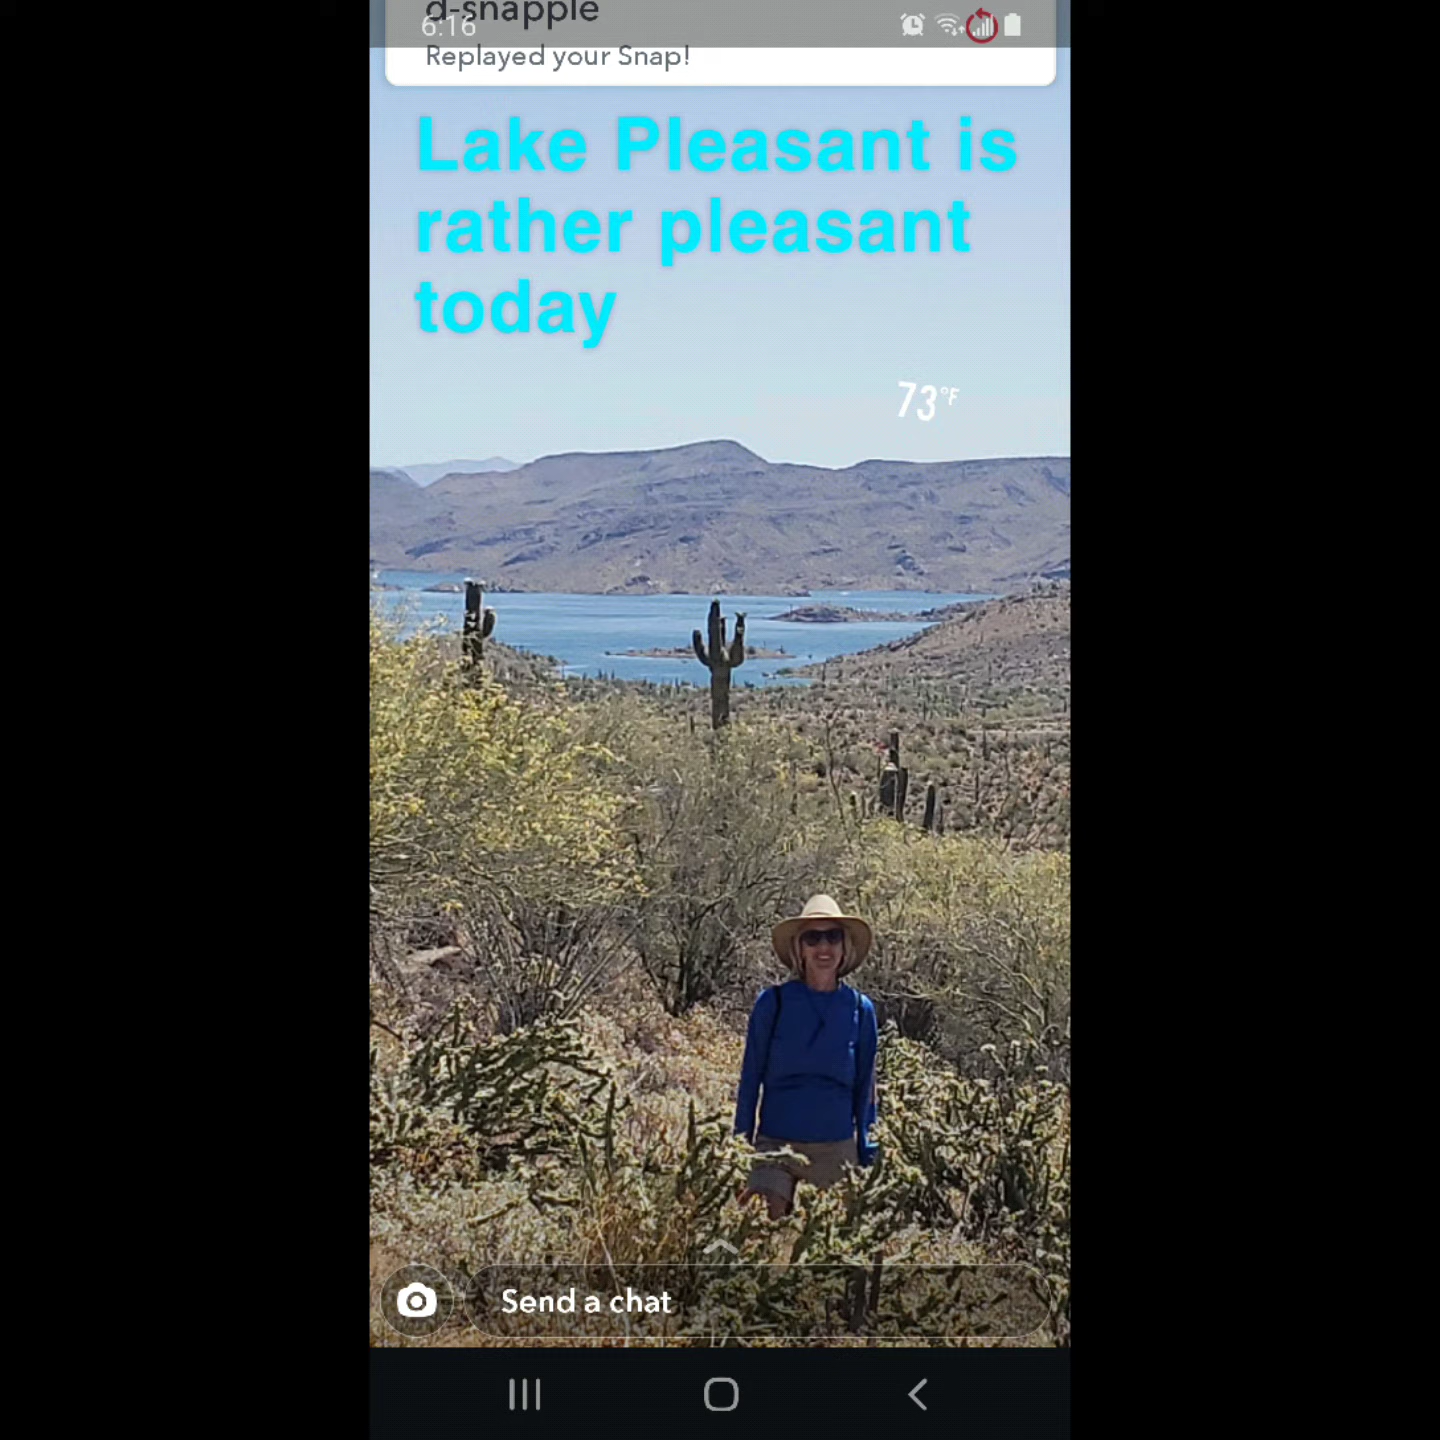 d-snapple
6:16
Replayed your Snap!
Lake Pleasant is
rather pleasant
today
73°F
Send a chat